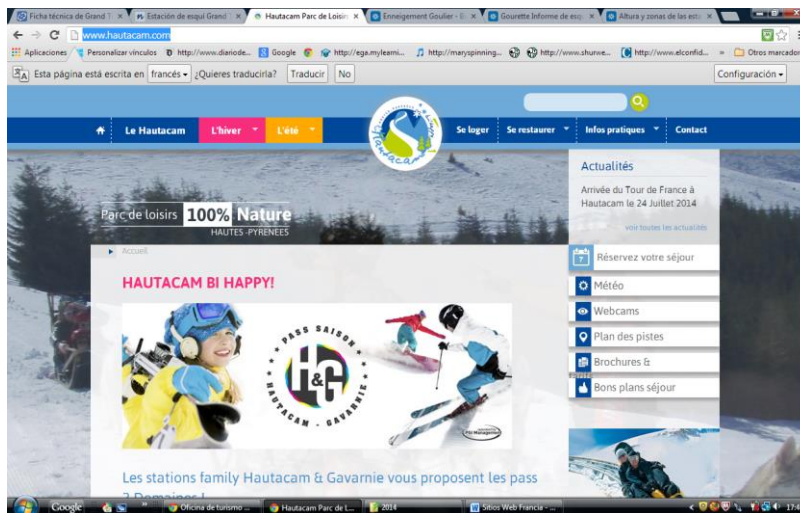 Ficha técnica de Grand T
Estación de esquí Grand
Hautacam Parc de Loisir
Enneigement Goulier - B
Gourette Informe de esq
Altura y zonas de las est
www.hautacam.com
Aplicaciones
Personalizar vínculos
http://www.diariode...
Google
http://ega.mylearni...
http://maryspinning...
http://www.shurwe...
http://www.elconfid...
»
Otros marcador
Esta página está escrita en
francés
¿Quieres traducirla?
Traducir
No
Configuración
Le Hautacam
L'hiver
L'été
Hautacam
Se loger
Se restaurer
Infos pratiques
Contact
Parc de loisirs 100% Nature
HAUTES-PYRENEES
Actualités
Arrivée du Tour de France à
Hautacam le 24 Juillet 2014
voir toutes les actualités
Accueil
7
Réservez votre séjour
HAUTACAM BI HAPPY!
Météo
Webcams
Plan des pistes
Brochures &
Bons plans séjour
PASS SAISON
H&G
HAUTACAM - GAVARNIE
Les stations family Hautacam & Gavarnie vous proposent les pass
2 Domaines !
Google
»
Oficina de turismo ...
Hautacam Parc de L...
2014
Sitios Web Francia - ...